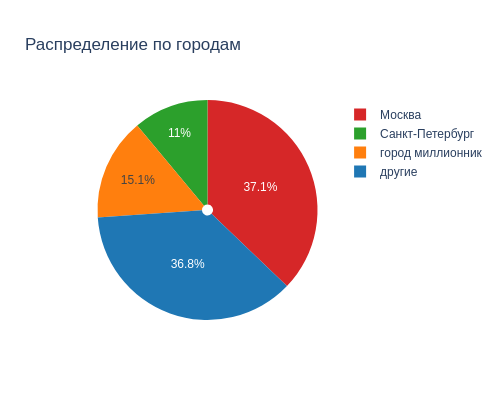 Распределение по городам
Москва
Санкт-Петербург
город миллионник
другие
11%
37.1%
15.1%
36.8%